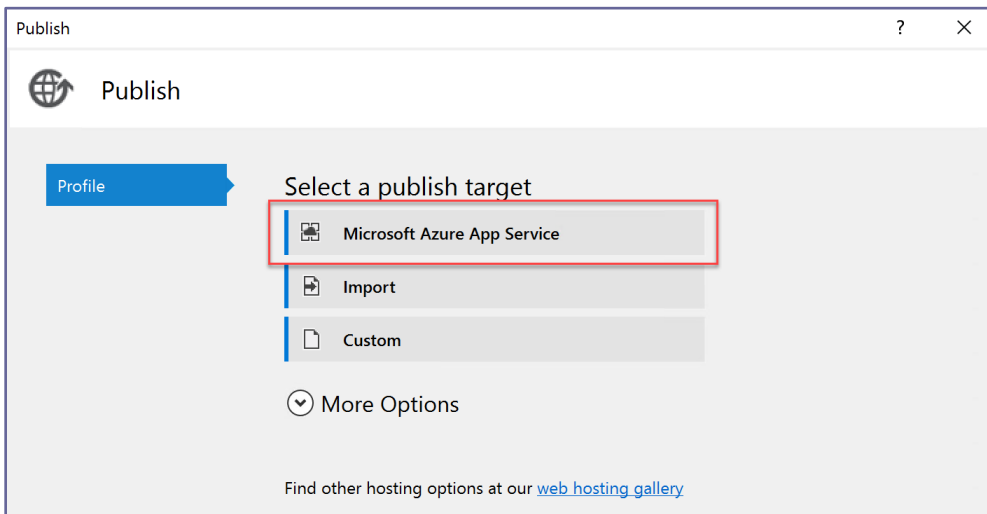 Publish
?
Publish
Profile
Select a publish target
Microsoft Azure App Service
Import
Custom
More Options
Find other hosting options at our web hosting gallery